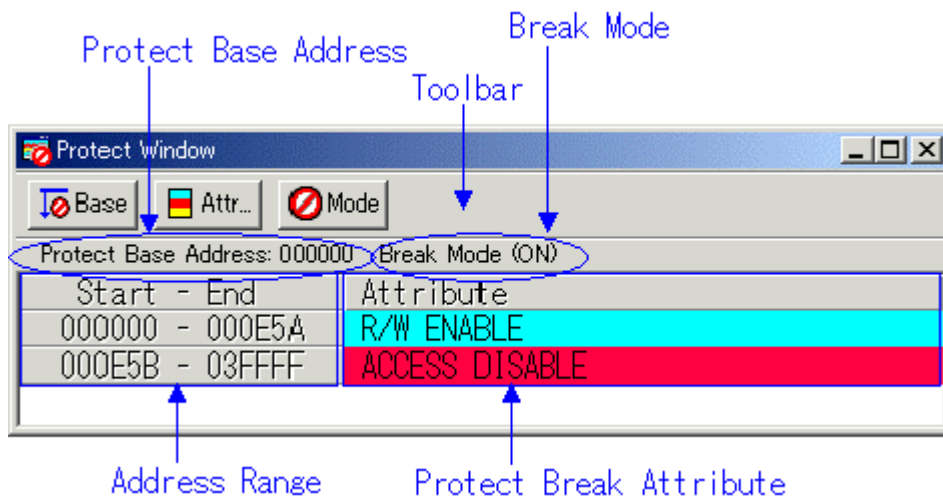 Break Mode
Protect Base Address
Toolbar
Protect Window
Base Attr... Mode
Protect Base Address: 000000 Break Mode (ON)
Start - End Attribute
000000 - 000E5A R/W ENABLE
000E5B - 03FFFF ACCESS DISABLE
Address Range Protect Break Attribute